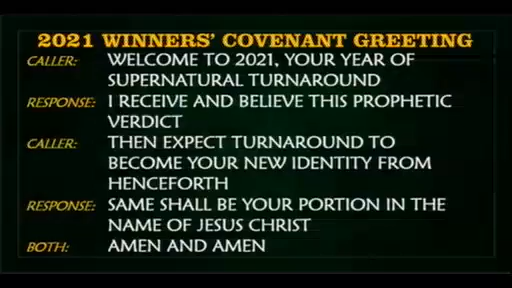 2021 WINNERS' COVENANT GREETING
CALLER: WELCOME TO 2021, YOUR YEAR OF
SUPERNATURAL TURNAROUND
RESPONSE: I RECEIVE AND BELIEVE THIS PROPHETIC
VERDICT
CALLER: THEN EXPECT TURNAROUND TO
BECOME YOUR NEW IDENTITY FROM
HENCEFORTH
RESPONSE: SAME SHALL BE YOUR PORTION IN THE
NAME OF JESUS CHRIST
BOTH: AMEN AND AMEN